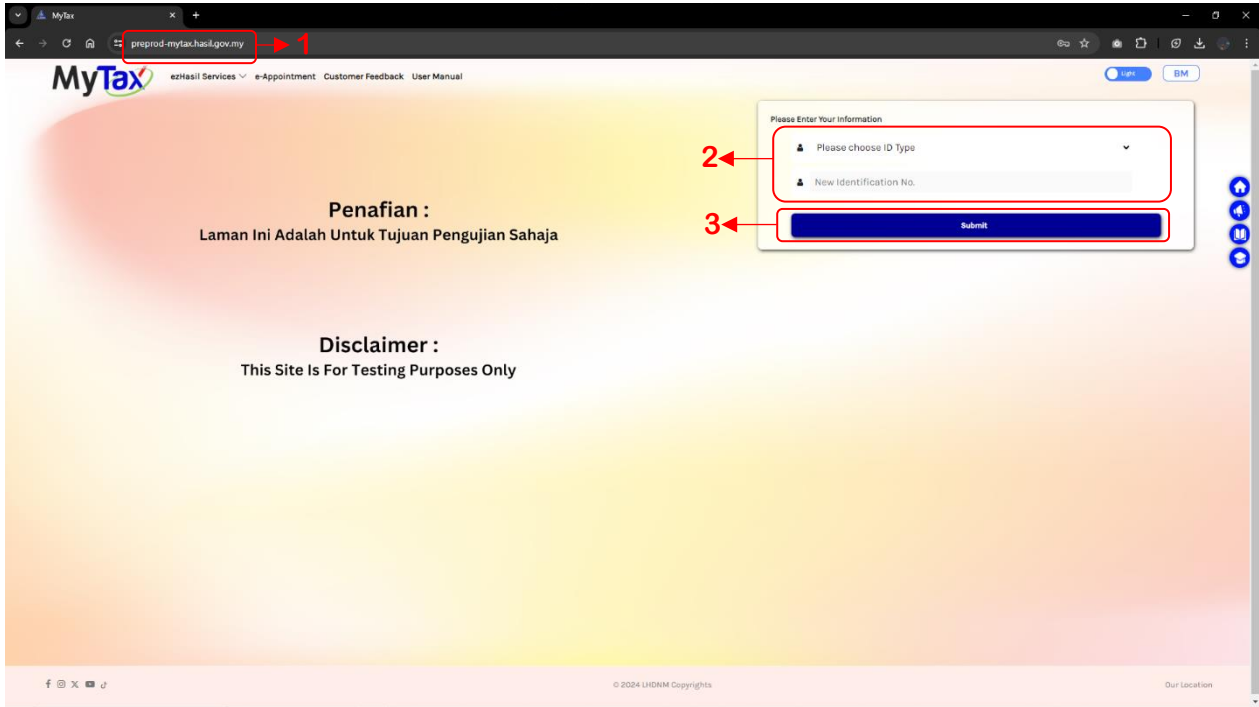 MyTax
preprod-mytax.hasil.gov.my
1
MyTax
ezHasil Services e-Appointment Customer Feedback User Manual
Light
BM
Please Enter Your Information
2
Please choose ID Type
New Identification No.
3
Submit
Penafian :
Laman Ini Adalah Untuk Tujuan Pengujian Sahaja
Disclaimer :
This Site Is For Testing Purposes Only
© 2024 LHDNM Copyrights
Our Location